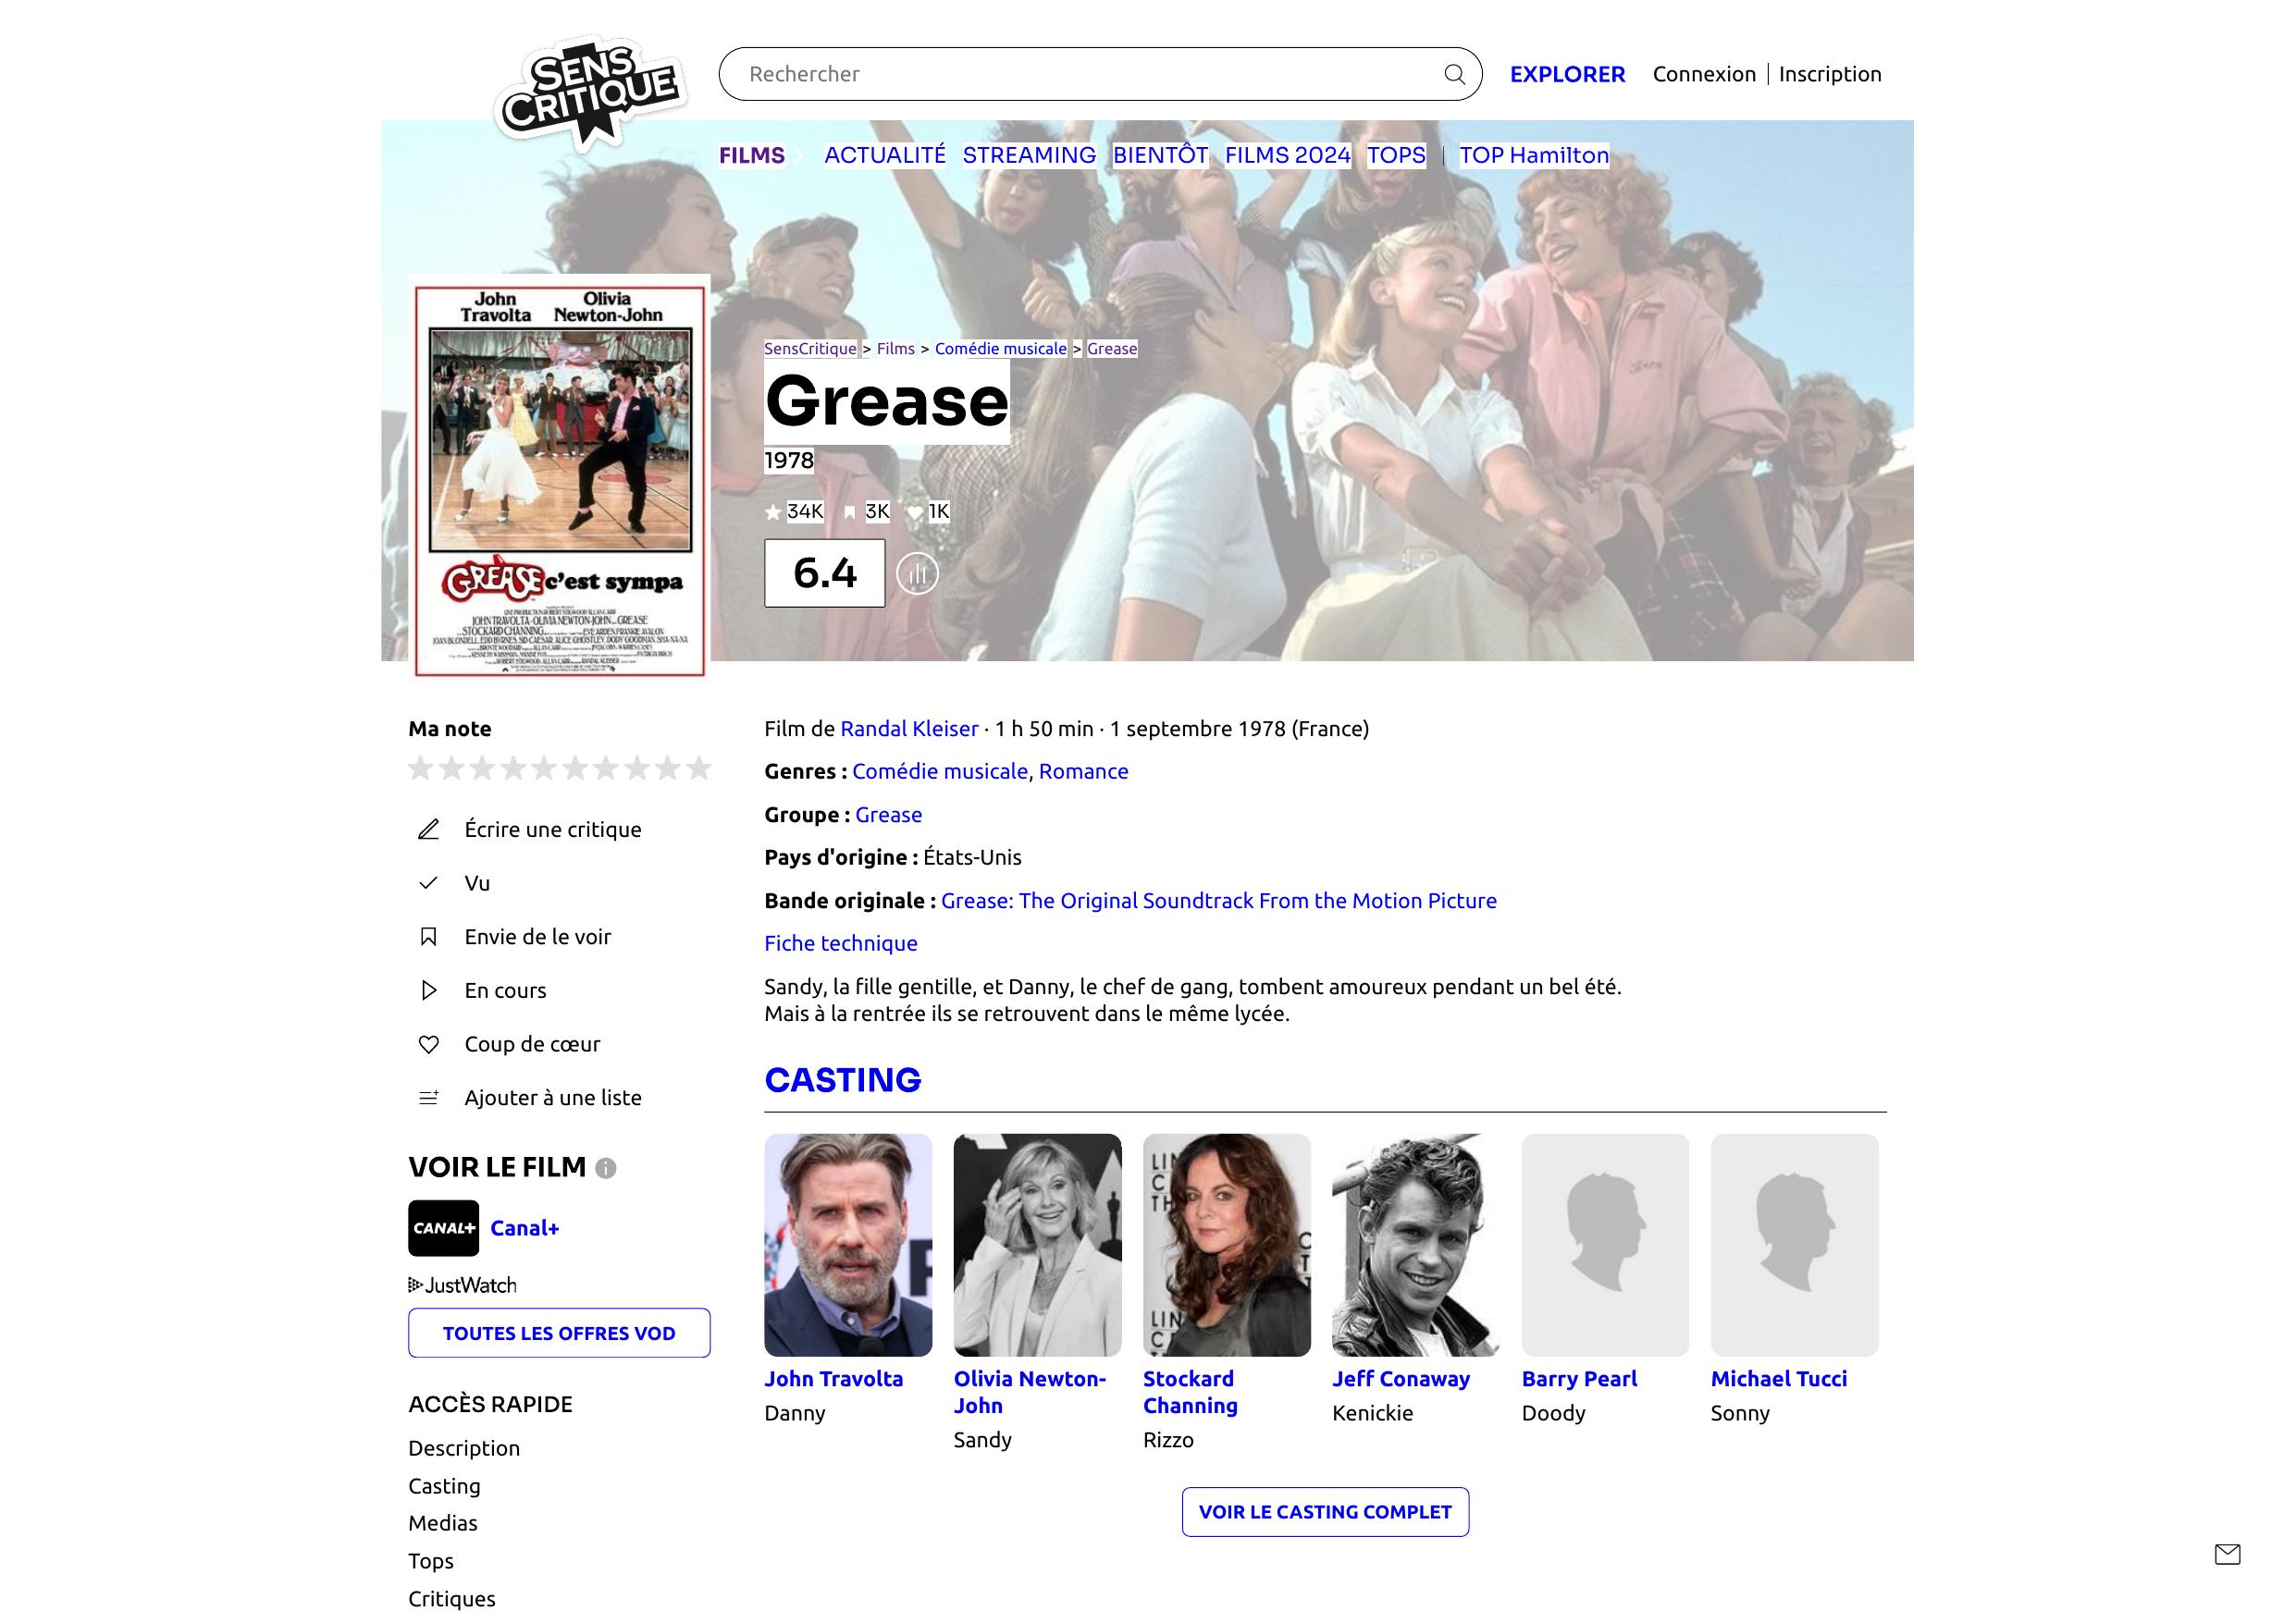 SENS
CRITIQUE
Rechercher
EXPLORER
Connexion
Inscription
FILMS
ACTUALITÉ
STREAMING
BIENTÔT
FILMS 2024
TOPS
TOP Hamilton
John
Travolta
Olivia
Newton-John
GREASE c'est sympa
JOHN TRAVOLTA OLIVIA NEWTON-JOHN GREASE
STOCKARD CHANNING
SensCritique > Films > Comédie musicale > Grease
Grease
1978
34K
3K
1K
6.4
Ma note
Écrire une critique
Vu
Envie de le voir
En cours
Coup de cœur
Ajouter à une liste
VOIR LE FILM
CANAL+
Canal+
JustWatch
TOUTES LES OFFRES VOD
ACCÈS RAPIDE
Description
Casting
Medias
Tops
Critiques
Film de Randal Kleiser · 1 h 50 min · 1 septembre 1978 (France)
Genres : Comédie musicale, Romance
Groupe : Grease
Pays d'origine : États-Unis
Bande originale : Grease: The Original Soundtrack From the Motion Picture
Fiche technique
Sandy, la fille gentille, et Danny, le chef de gang, tombent amoureux pendant un bel été.
Mais à la rentrée ils se retrouvent dans le même lycée.
CASTING
John Travolta
Danny
Olivia Newton-
John
Sandy
Stockard
Channing
Rizzo
Jeff Conaway
Kenickie
Barry Pearl
Doody
Michael Tucci
Sonny
VOIR LE CASTING COMPLET